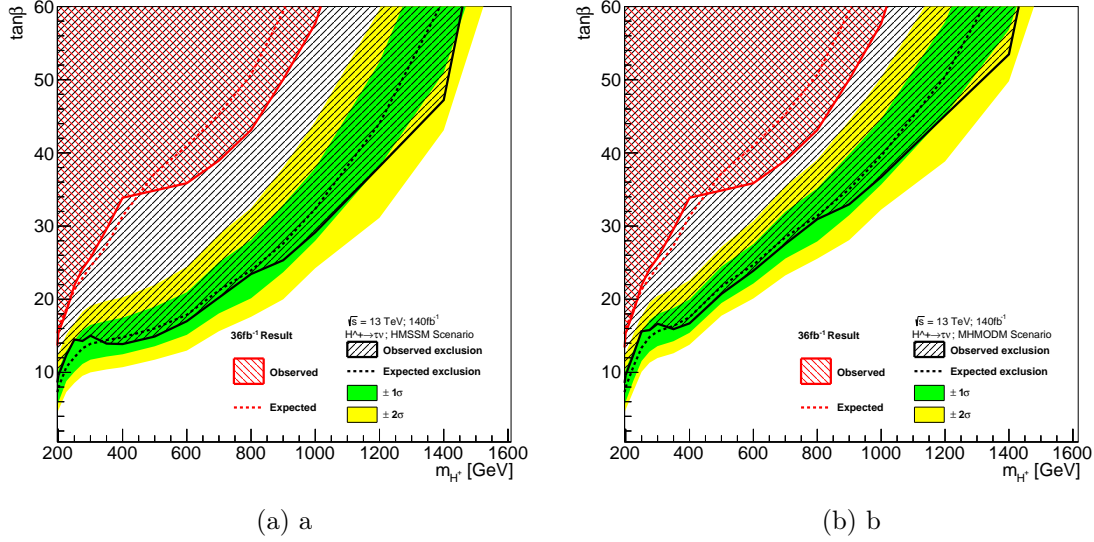 tanβ
60
50
40
30
20
10
200 400 600 800 1000 1200 1400 1600
m_H⁺ [GeV]
36fb⁻¹ Result
Observed
Expected
√s = 13 TeV; 140fb⁻¹
H^+→τν; HMSSM Scenario
Observed exclusion
Expected exclusion
± 1σ
± 2σ
(a) a
tanβ
60
50
40
30
20
10
200 400 600 800 1000 1200 1400 1600
m_H⁺ [GeV]
36fb⁻¹ Result
Observed
Expected
√s = 13 TeV; 140fb⁻¹
H^+→τν; MHMODM Scenario
Observed exclusion
Expected exclusion
± 1σ
± 2σ
(b) b